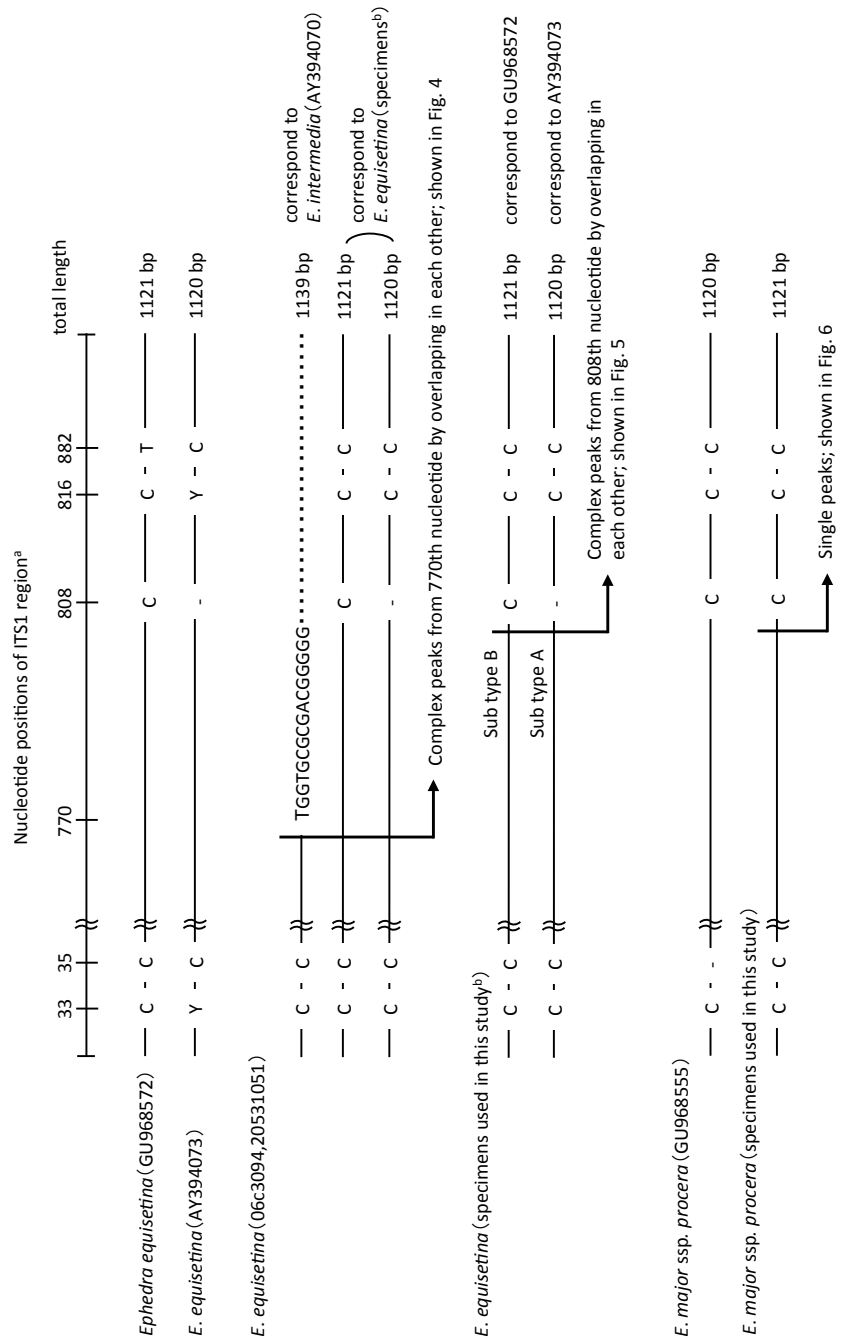 Nucleotide positions of ITS1 regionᵃ
33 35 770 808 816 882 total length
Ephedra equisetina (GU968572) C - C C C - T 1121 bp
E. equisetina (AY394073) Y - C - Y - C 1120 bp
E. equisetina (06c3094,20531051)
C - C TGGTGCGCGACGGGGG 1139 bp correspond to
E. intermedia (AY394070)
C - C C C - C 1121 bp correspond to
C - C - C - C 1120 bp E. equisetina (specimensᵇ)
Complex peaks from 770th nucleotide by overlapping in each other; shown in Fig. 4
E. equisetina (specimens used in this studyᵇ)
Sub type B
C - C C C - C 1121 bp correspond to GU968572
Sub type A
C - C - C - C 1120 bp correspond to AY394073
Complex peaks from 808th nucleotide by overlapping in
each other; shown in Fig. 5
E. major ssp. procera (GU968555)
C - - C C - C 1120 bp
E. major ssp. procera (specimens used in this study)
C - C C C - C 1121 bp
Single peaks; shown in Fig. 6